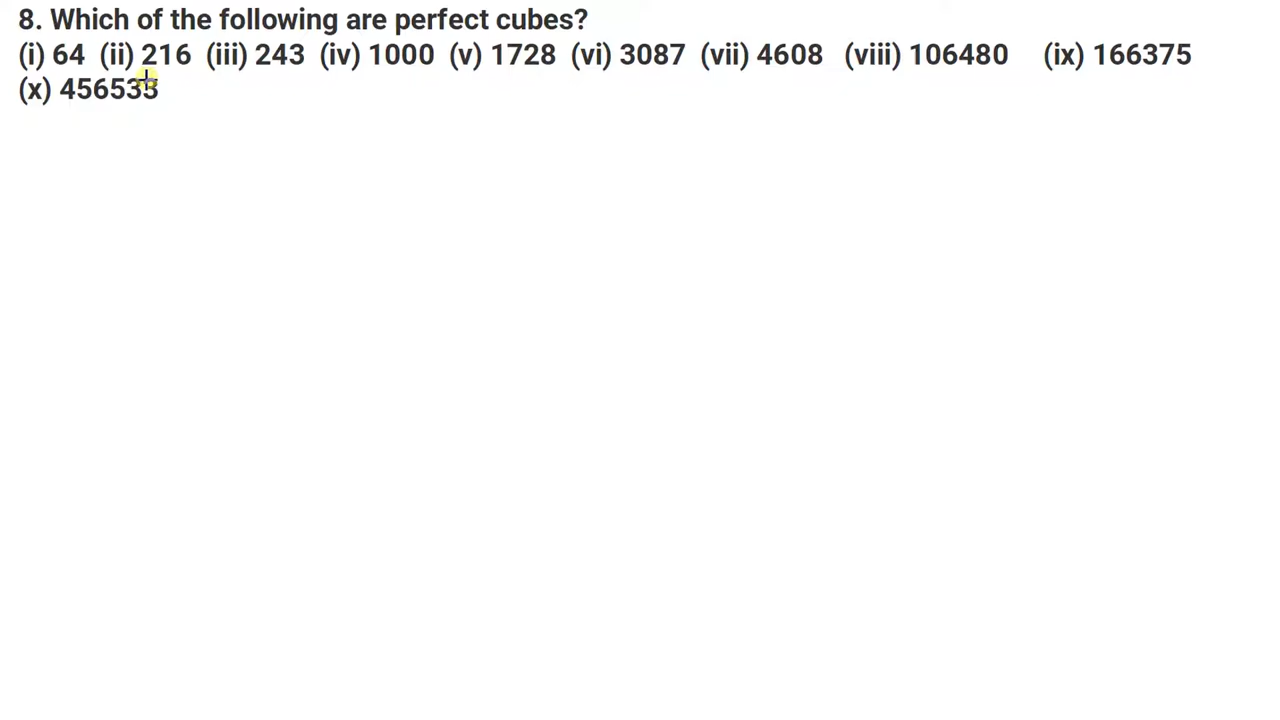 8. Which of the following are perfect cubes?
(i) 64 (ii) 216 (iii) 243 (iv) 1000 (v) 1728 (vi) 3087 (vii) 4608 (viii) 106480 (ix) 166375
(x) 456533